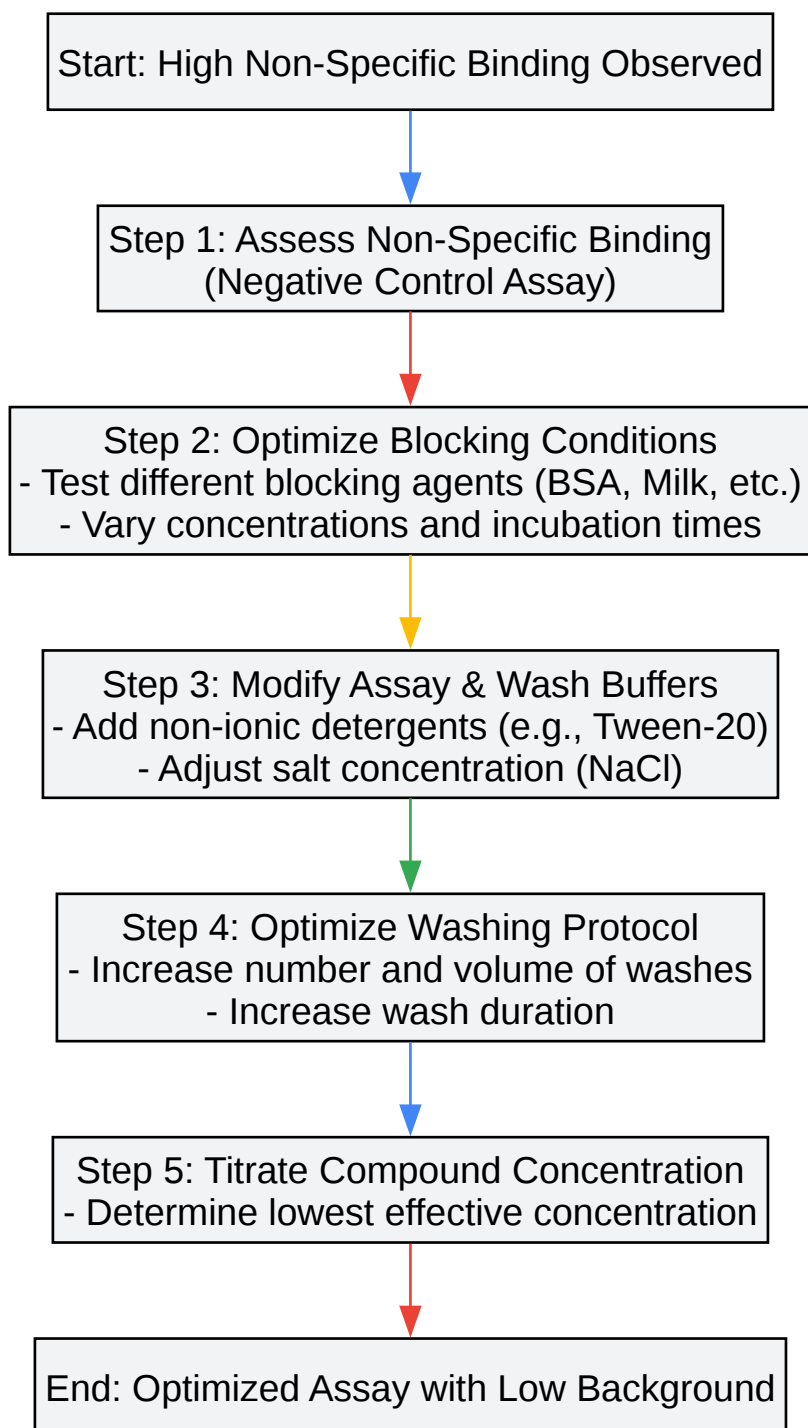 Start: High Non-Specific Binding Observed
Step 1: Assess Non-Specific Binding
(Negative Control Assay)
Step 2: Optimize Blocking Conditions
- Test different blocking agents (BSA, Milk, etc.)
- Vary concentrations and incubation times
Step 3: Modify Assay & Wash Buffers
- Add non-ionic detergents (e.g., Tween-20)
- Adjust salt concentration (NaCl)
Step 4: Optimize Washing Protocol
- Increase number and volume of washes
- Increase wash duration
Step 5: Titrate Compound Concentration
- Determine lowest effective concentration
End: Optimized Assay with Low Background